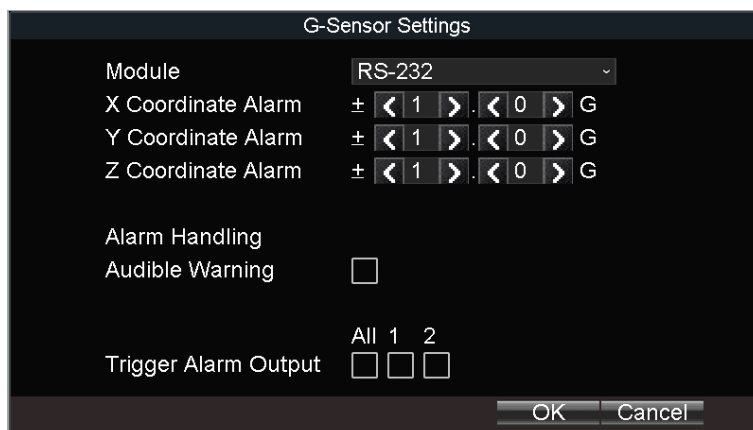 G-Sensor Settings
Module RS-232
X Coordinate Alarm ± 1 . 0 G
Y Coordinate Alarm ± 1 . 0 G
Z Coordinate Alarm ± 1 . 0 G
Alarm Handling
Audible Warning
All 1 2
Trigger Alarm Output
OK Cancel